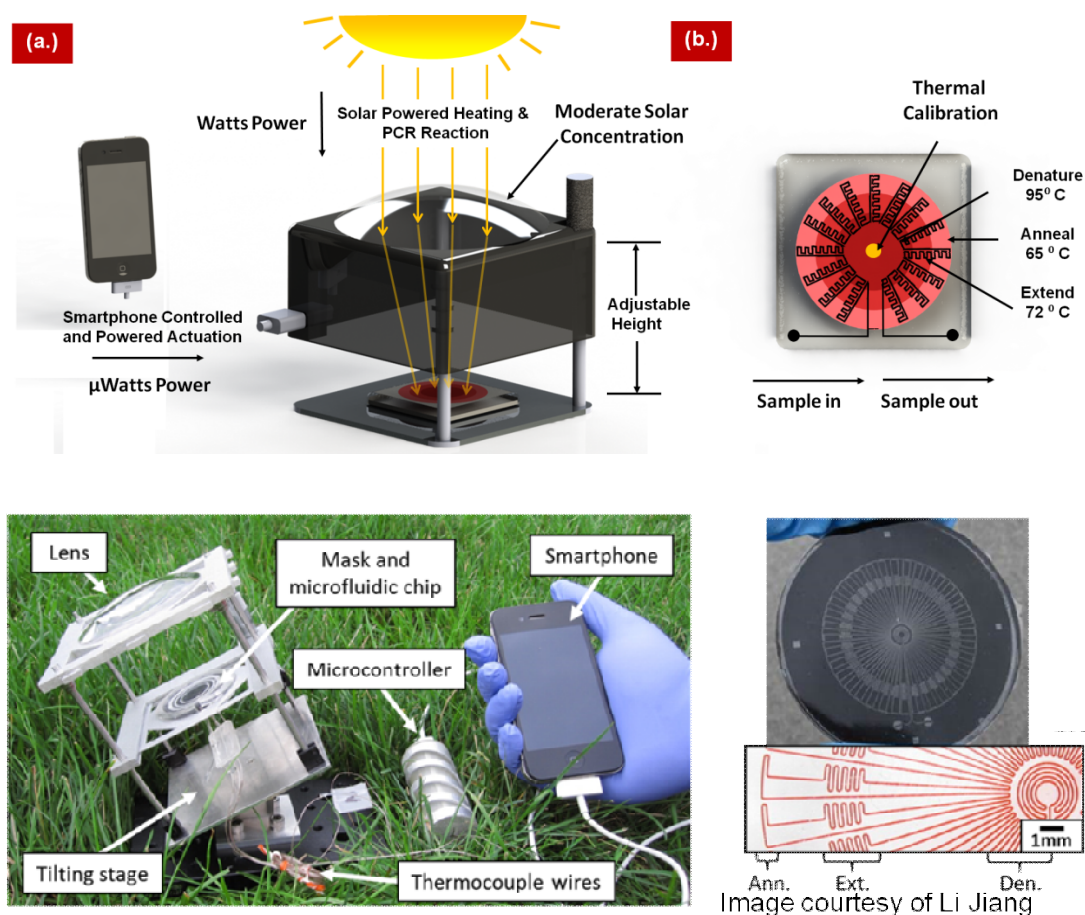 (a.)
Watts Power
Solar Powered Heating &
PCR Reaction
Moderate Solar
Concentration
Smartphone Controlled
and Powered Actuation
µWatts Power
Adjustable
Height
(b.)
Thermal
Calibration
Denature
95⁰ C
Anneal
65 ⁰ C
Extend
72 ⁰ C
Sample in
Sample out
Lens
Mask and
microfluidic chip
Smartphone
Microcontroller
Tilting stage
Thermocouple wires
1mm
Ann.
Ext.
Den.
Image courtesy of Li Jiang